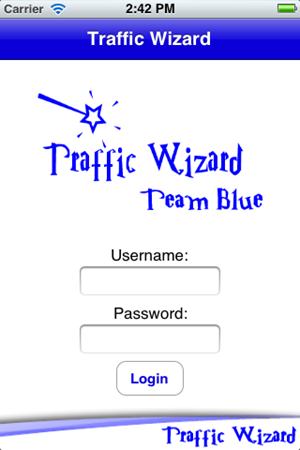 Carrier 2:42 PM
Traffic Wizard
Traffic Wizard
Team Blue
Username:
Password:
Login
Traffic Wizard